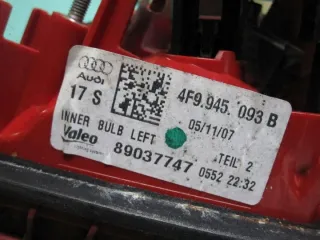 Audi
17 S
4F9.945. 093 B
05/11/07
INNER BULB LEFT
Valeo
TEIL 2
89037747
0552 22:32